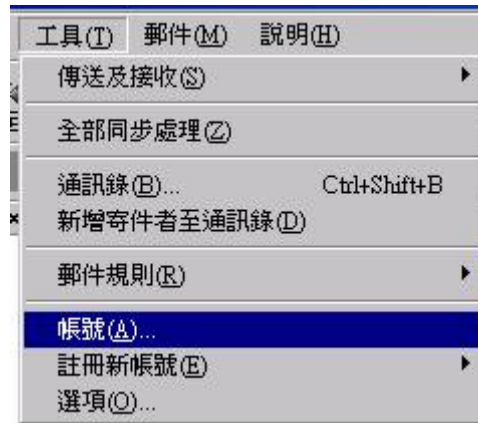 工具(T) 郵件(M) 說明(H)
傳送及接收(S)
全部同步處理(Z)
通訊錄(B)... Ctrl+Shift+B
新增寄件者至通訊錄(D)
郵件規則(R)
帳號(A)...
註冊新帳號(E)
選項(O)...